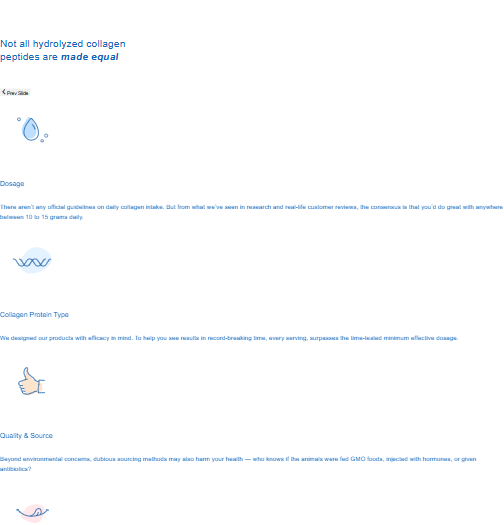 Not all hydrolyzed collagen
peptides are made equal
Prev Slide
Dosage
There aren't any official guidelines on daily collagen intake. But from what we've seen in research and real-life customer reviews, the consensus is that you'd do great with anywhere
between 10 to 15 grams daily.
Collagen Protein Type
We designed our products with efficacy in mind. To help you see results in record-breaking time, every serving, surpasses the time-tested minimum effective dosage.
Quality & Source
Beyond environmental concerns, dubious sourcing methods may also harm your health — who knows if the animals were fed GMO foods, injected with hormones, or given
antibiotics?